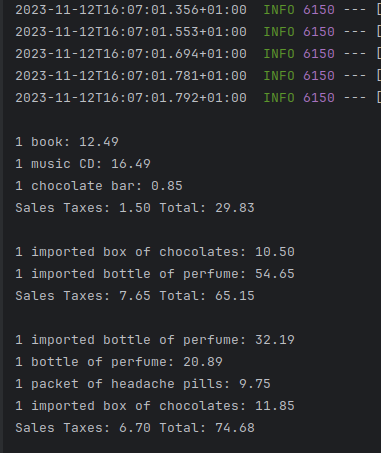 2023-11-12T16:07:01.356+01:00  INFO 6150 --- [
2023-11-12T16:07:01.553+01:00  INFO 6150 --- [
2023-11-12T16:07:01.694+01:00  INFO 6150 --- [
2023-11-12T16:07:01.781+01:00  INFO 6150 --- [
2023-11-12T16:07:01.792+01:00  INFO 6150 --- [
1 book: 12.49
1 music CD: 16.49
1 chocolate bar: 0.85
Sales Taxes: 1.50 Total: 29.83
1 imported box of chocolates: 10.50
1 imported bottle of perfume: 54.65
Sales Taxes: 7.65 Total: 65.15
1 imported bottle of perfume: 32.19
1 bottle of perfume: 20.89
1 packet of headache pills: 9.75
1 imported box of chocolates: 11.85
Sales Taxes: 6.70 Total: 74.68